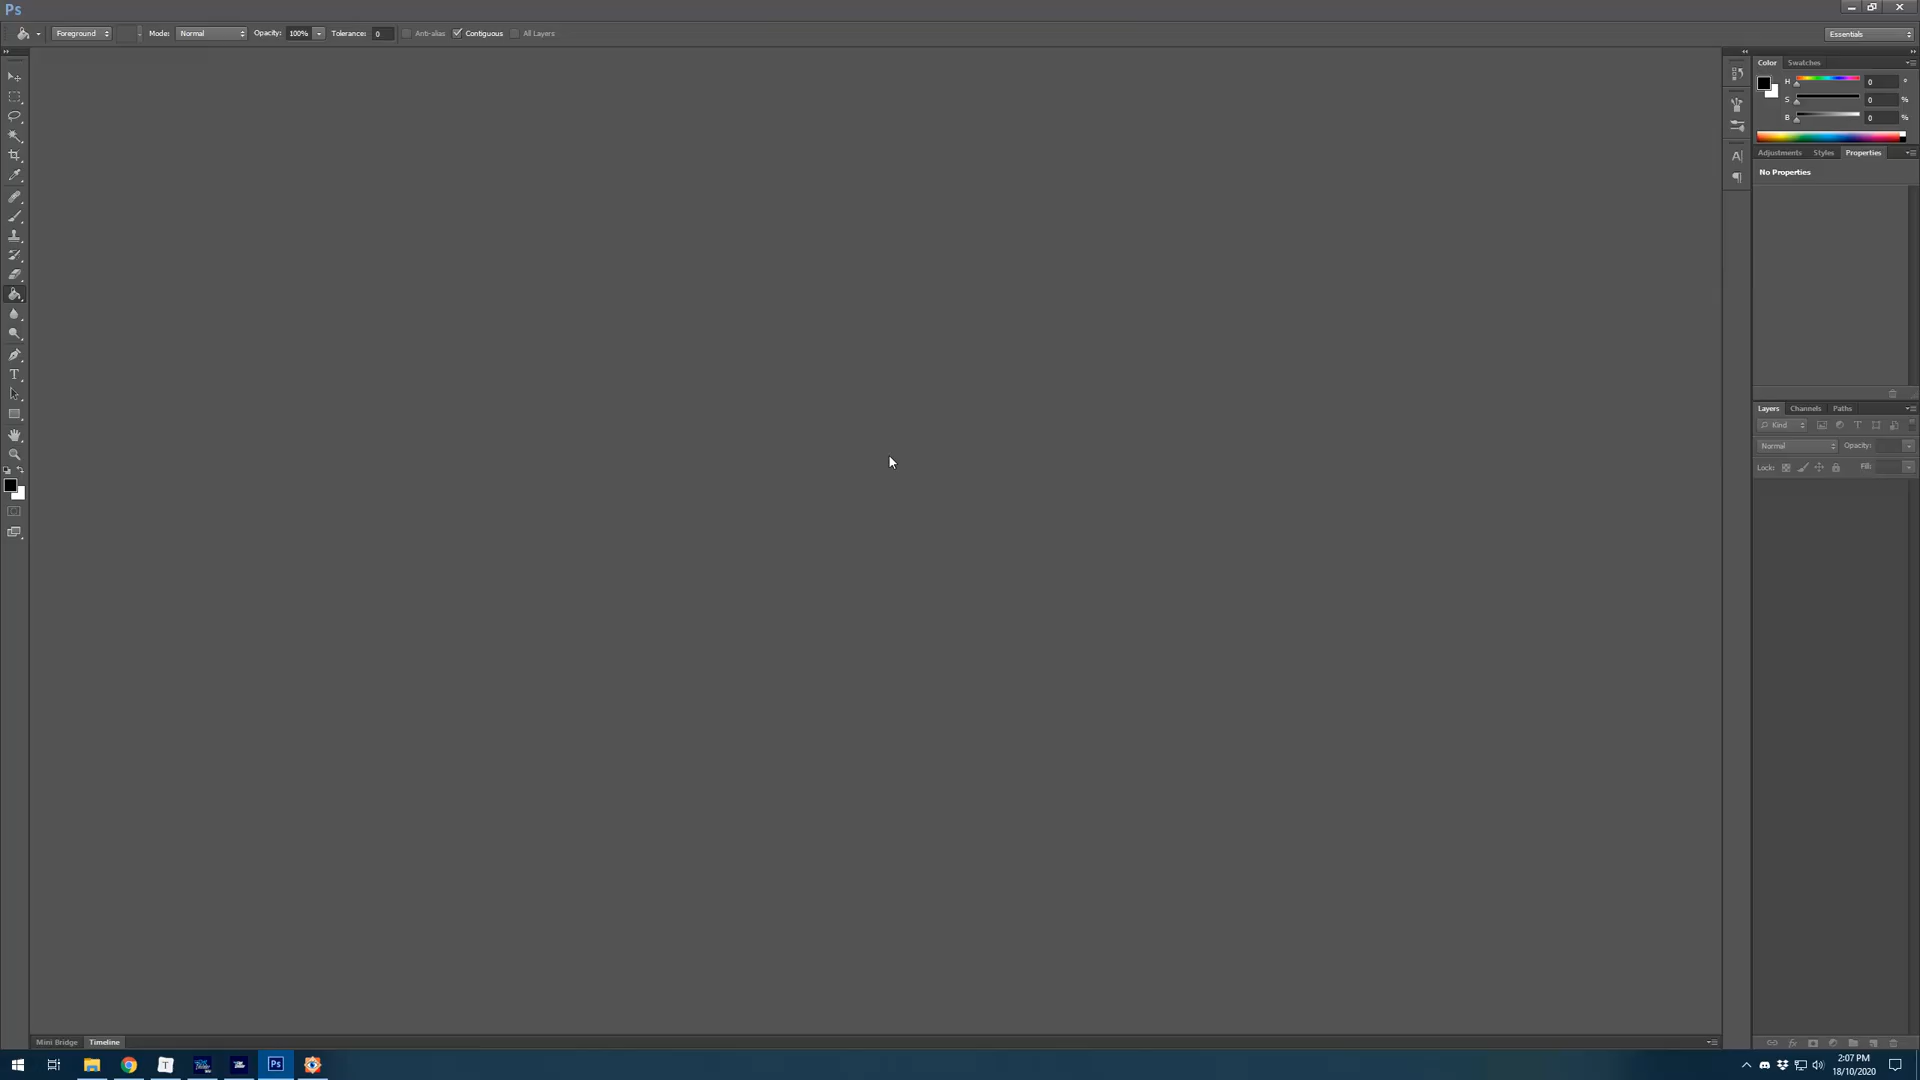 Ps
Foreground Mode: Normal Opacity: 100% Tolerance: 0 Anti-alias Contiguous All Layers Essentials
Color Swatches
H 0 °
S 0 %
B 0 %
Adjustments Styles Properties
No Properties
Layers Channels Paths
Kind
Normal Opacity:
Lock: Fill:
Mini Bridge Timeline
Ps
2:07 PM
18/10/2020